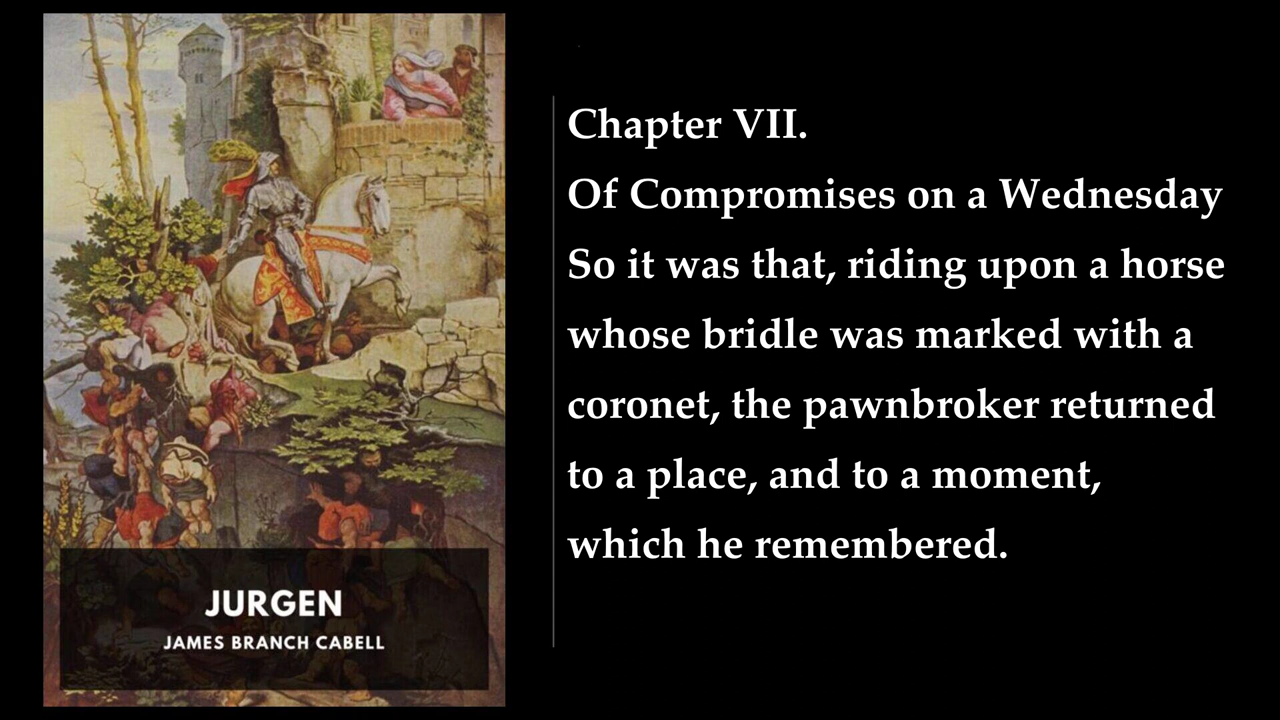 JURGEN
JAMES BRANCH CABELL
Chapter VII.
Of Compromises on a Wednesday
So it was that, riding upon a horse
whose bridle was marked with a
coronet, the pawnbroker returned
to a place, and to a moment,
which he remembered.